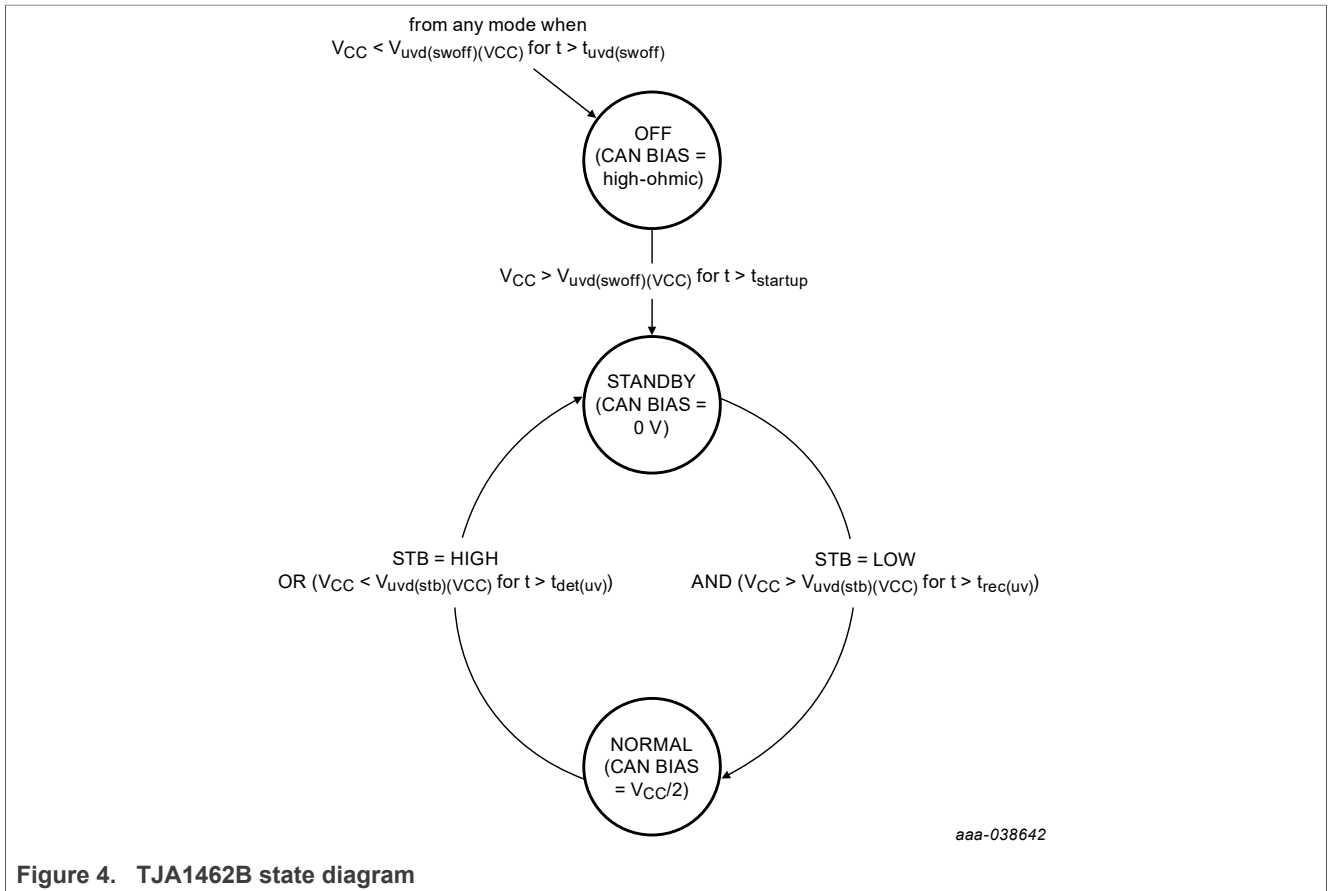 from any mode when
VCC < Vuvd(swoff)(VCC) for t > tuvd(swoff)
OFF
(CAN BIAS =
high-ohmic)
VCC > Vuvd(swoff)(VCC) for t > tstartup
STANDBY
(CAN BIAS =
0 V)
STB = HIGH
OR (VCC < Vuvd(stb)(VCC) for t > tdet(uv))
STB = LOW
AND (VCC > Vuvd(stb)(VCC) for t > trec(uv))
NORMAL
(CAN BIAS
= VCC/2)
aaa-038642
Figure 4. TJA1462B state diagram